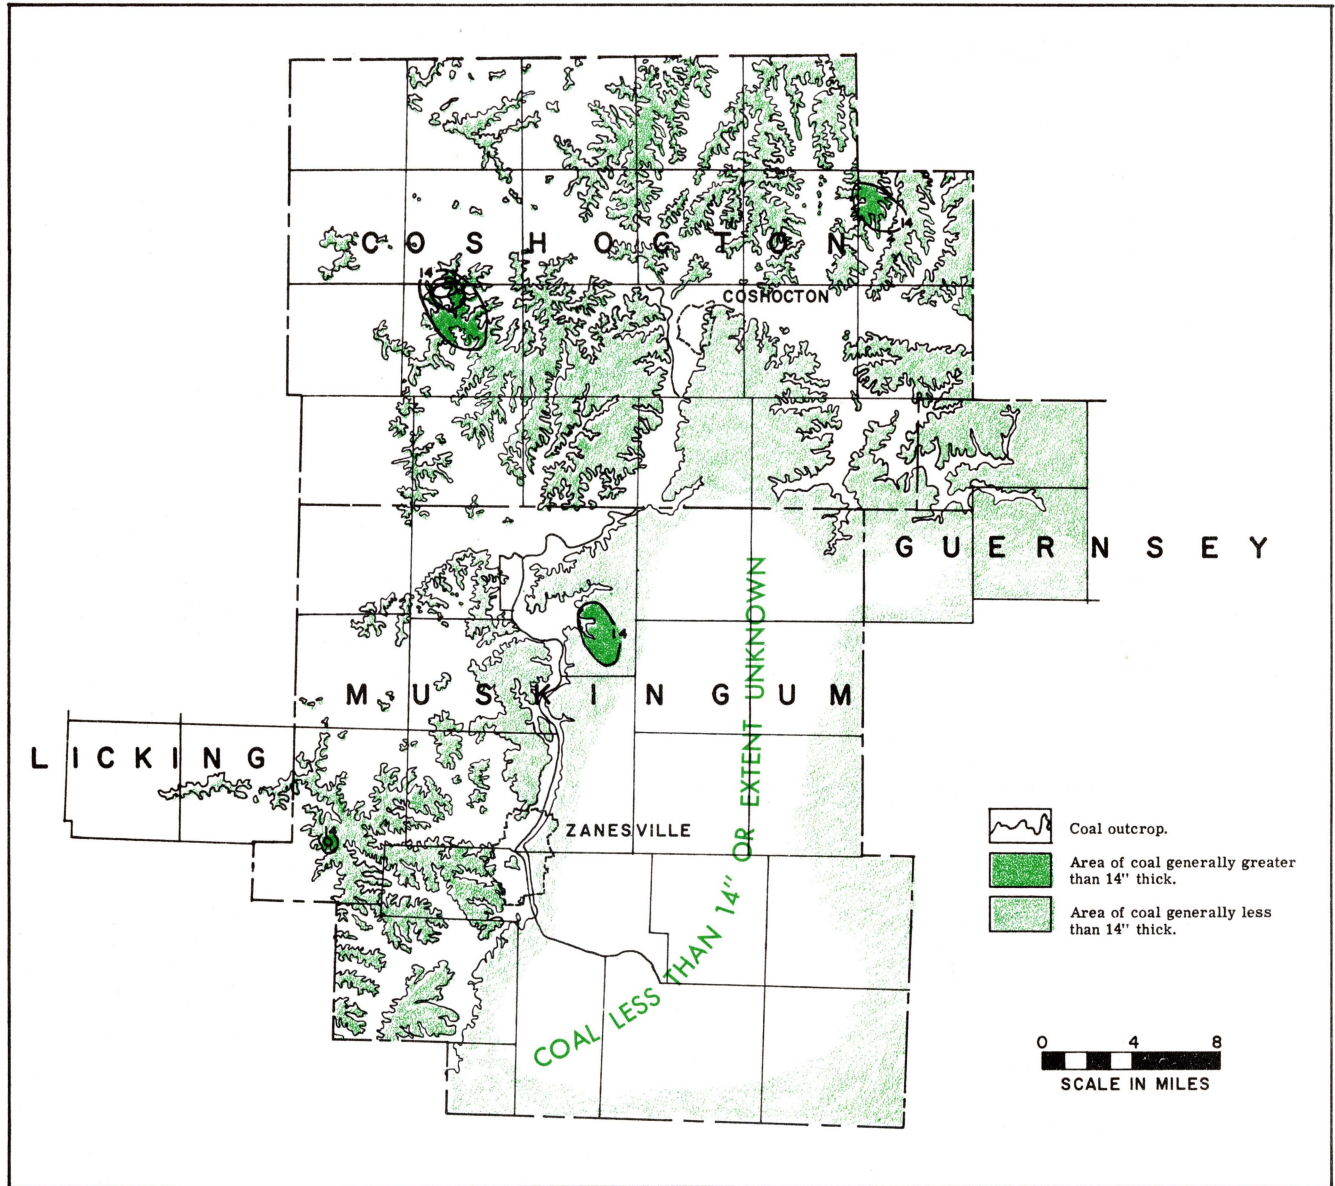 COSHOCTON
14
14
COSHOCTON
GUERNSEY
14
MUSKINGUM
LICKING
14
ZANESVILLE
COAL LESS THAN 14" OR EXTENT UNKNOWN
Coal outcrop.
Area of coal generally greater
than 14" thick.
Area of coal generally less
than 14" thick.
0 4 8
SCALE IN MILES